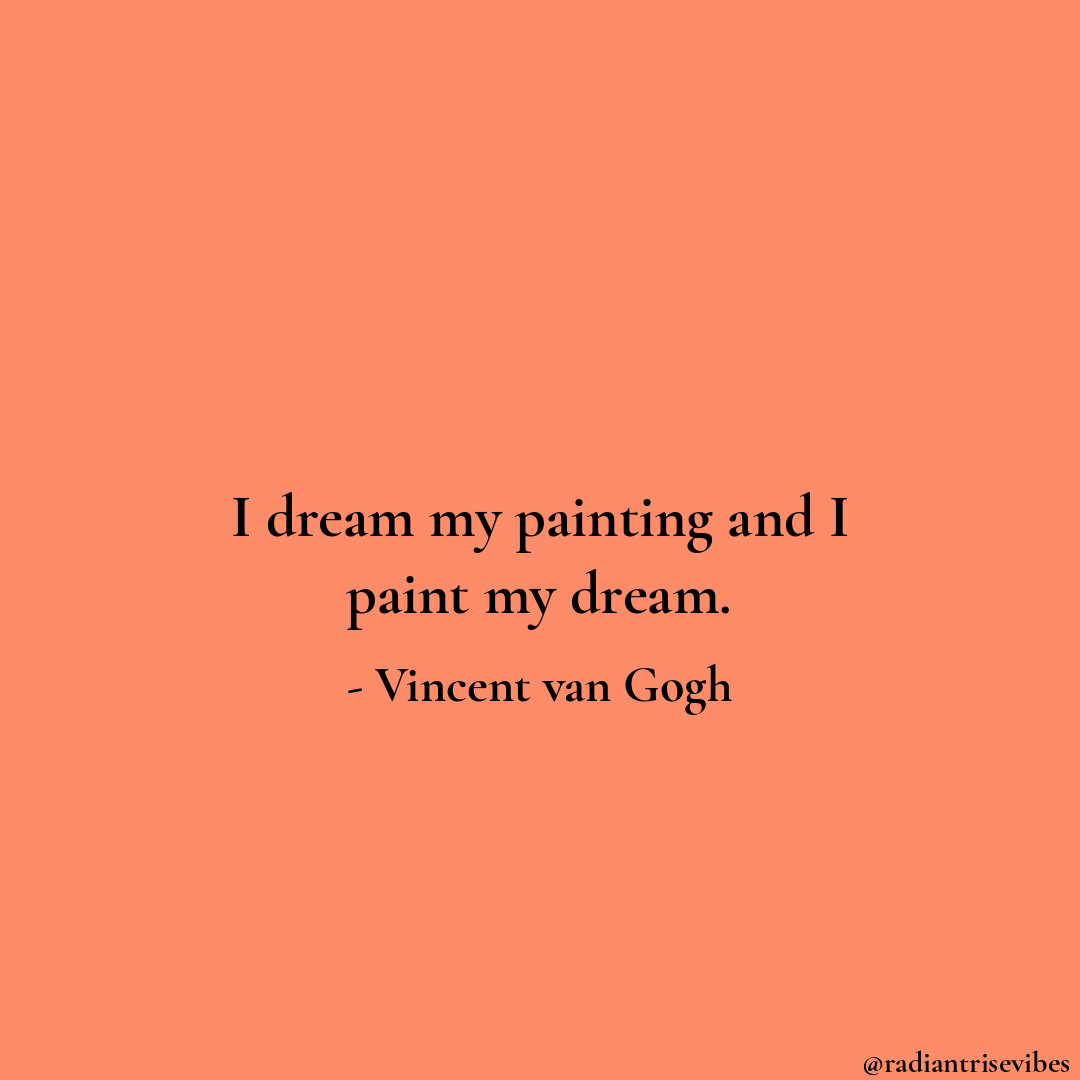 I dream my painting and I
paint my dream.
- Vincent van Gogh
@radiantrisevibes